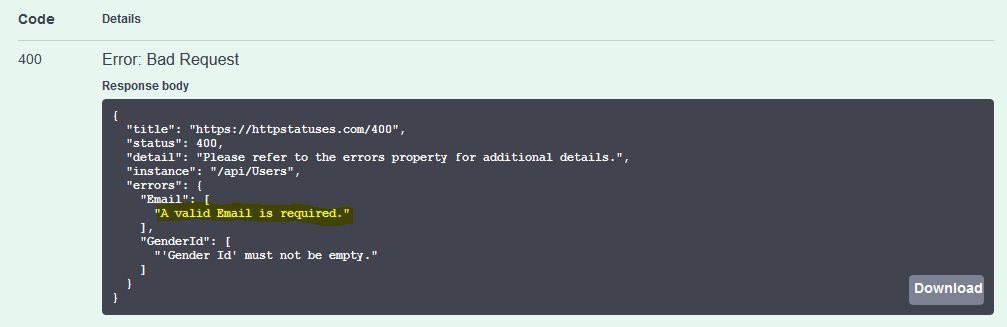 Code Details
400 Error: Bad Request
Response body
{
  "title": "https://httpstatuses.com/400",
  "status": 400,
  "detail": "Please refer to the errors property for additional details.",
  "instance": "/api/Users",
  "errors": {
    "Email": [
      "A valid Email is required."
    ],
    "GenderId": [
      "'Gender Id' must not be empty."
    ]
  }
}
Download